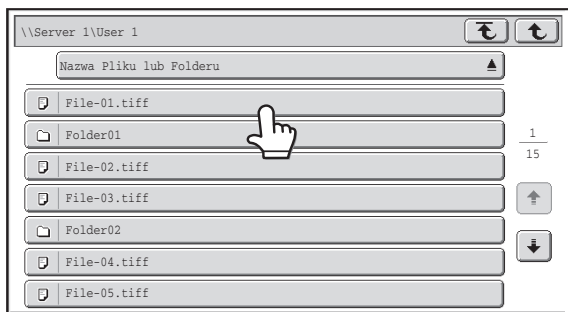 \\Server 1\User 1
Nazwa Pliku lub Folderu
File-01.tiff
Folder01
1
15
File-02.tiff
File-03.tiff
Folder02
File-04.tiff
File-05.tiff